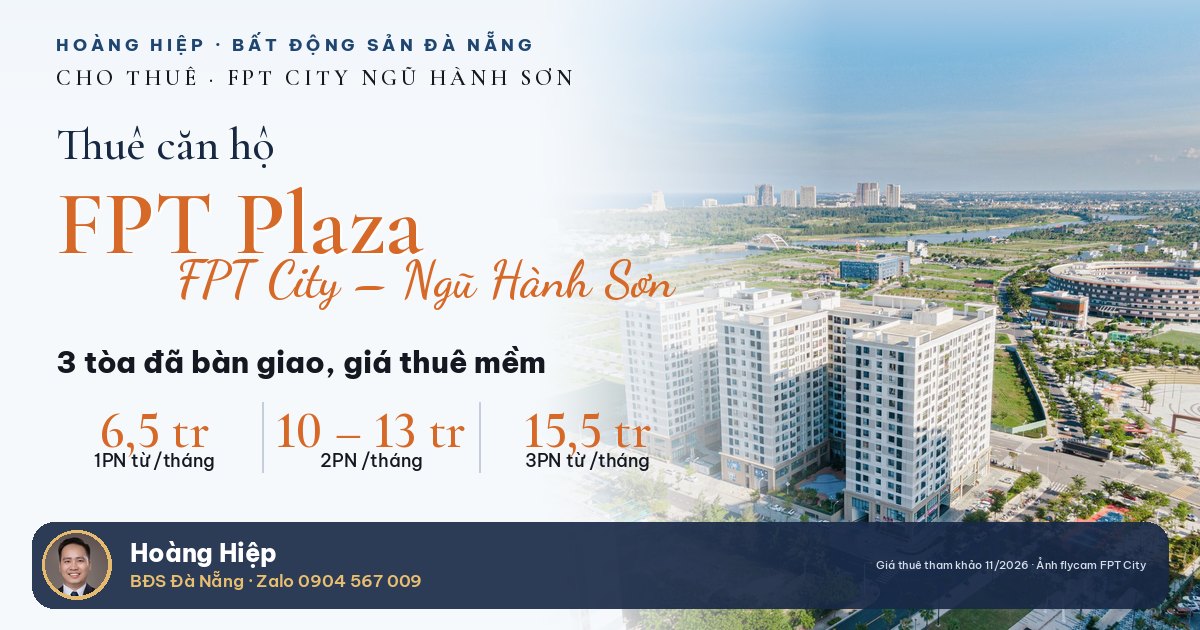 HOÀNG HIỆP · BẤT ĐỘNG SẢN ĐÀ NẴNG
CHO THUÊ · FPT CITY NGŨ HÀNH SƠN
Thuê căn hộ
FPT Plaza
FPT City – Ngũ Hành Sơn
3 tòa đã bàn giao, giá thuê mềm
6,5 tr
1PN từ /tháng
10 – 13 tr
2PN /tháng
15,5 tr
3PN từ /tháng
Hoàng Hiệp
BĐS Đà Nẵng · Zalo 0904 567 009
Giá thuê tham khảo 11/2026 · Ảnh flycam FPT City